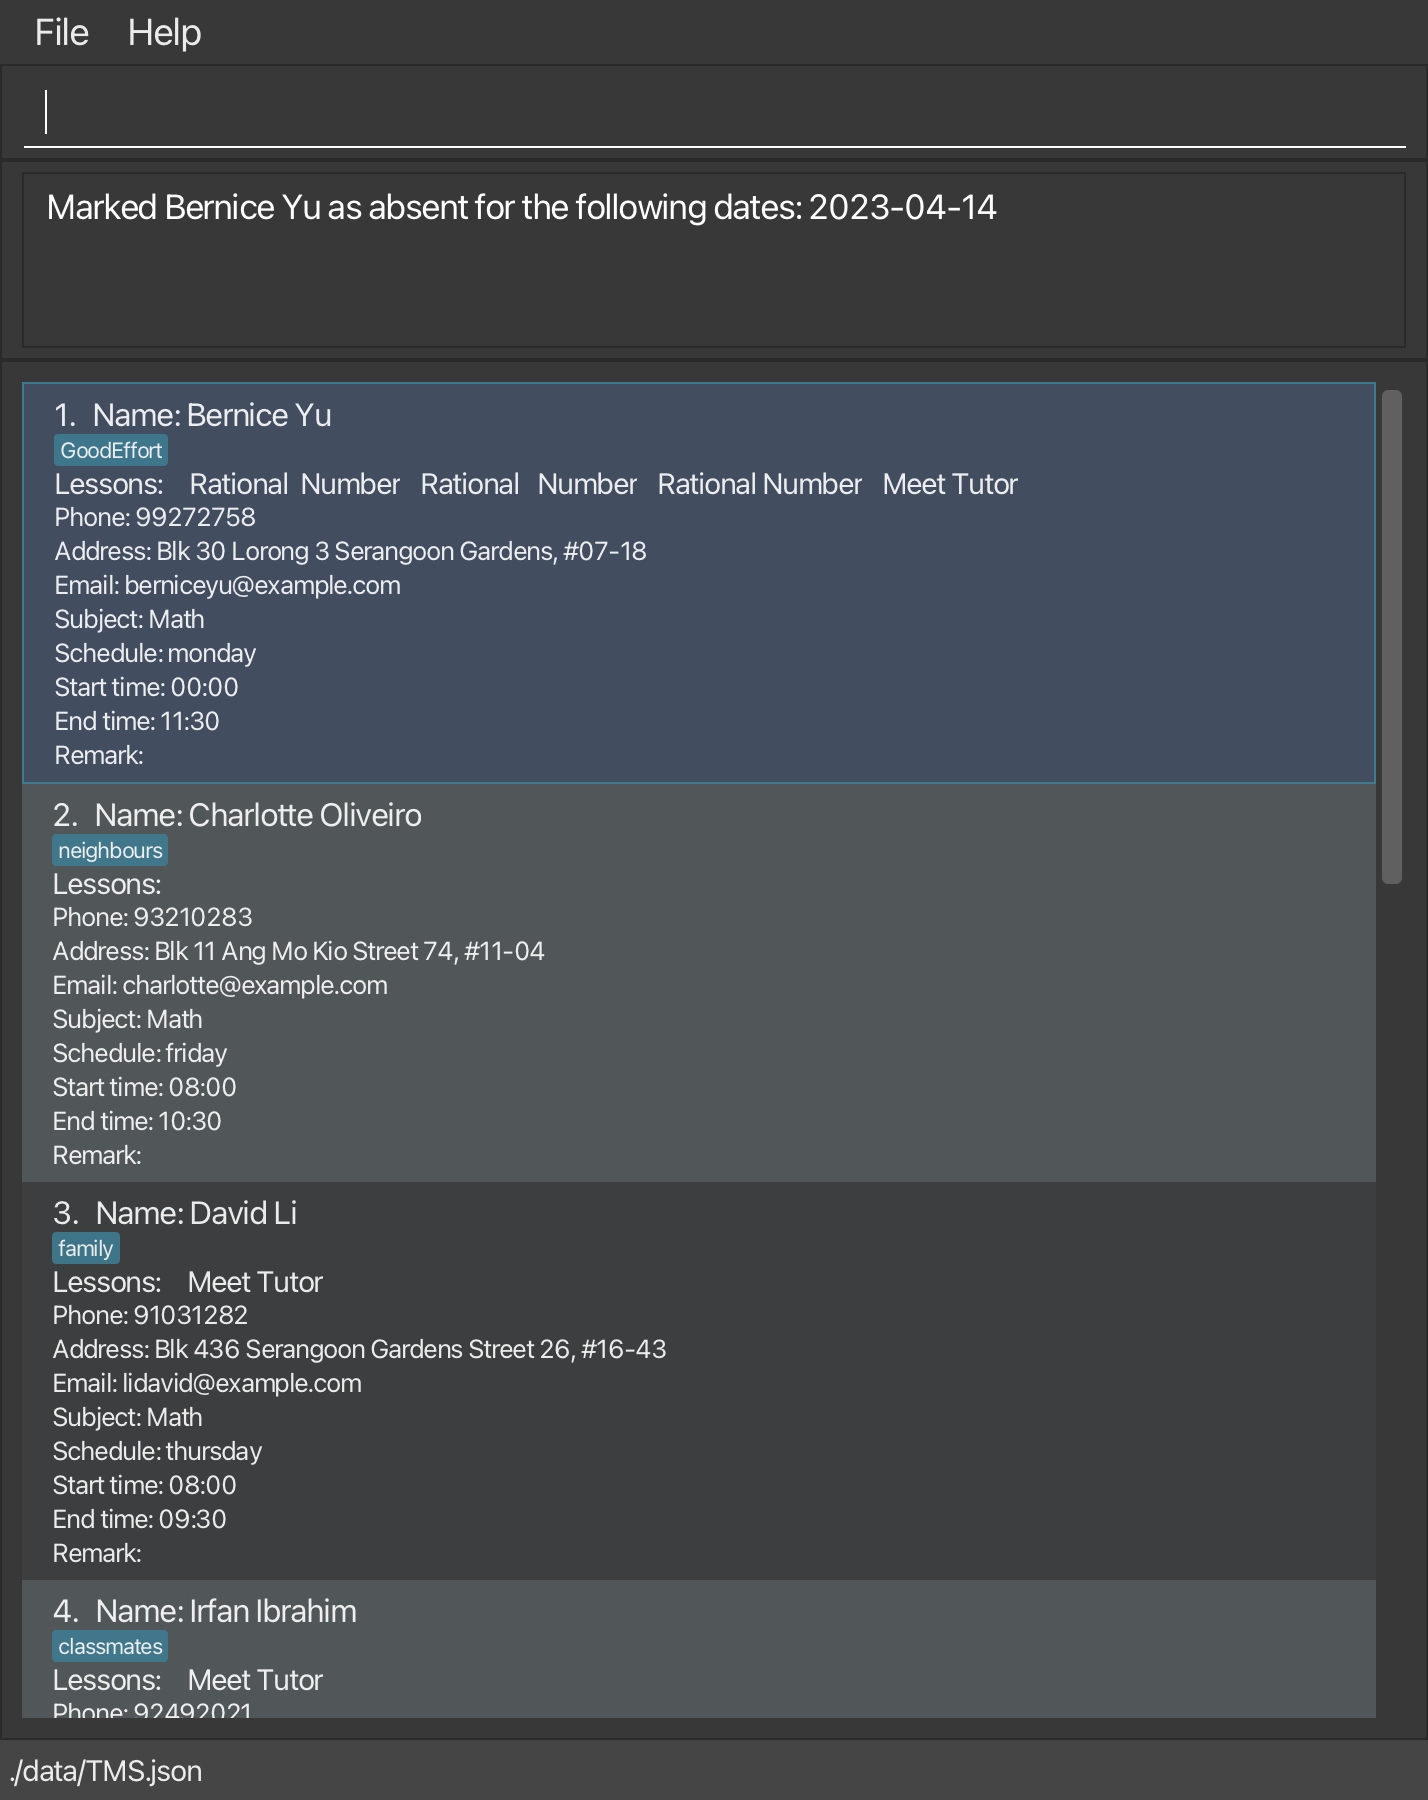 File Help
Marked Bernice Yu as absent for the following dates: 2023-04-14
1. Name: Bernice Yu
GoodEffort
Lessons: Rational Number Rational Number Rational Number Meet Tutor
Phone: 99272758
Address: Blk 30 Lorong 3 Serangoon Gardens, #07-18
Email: berniceyu@example.com
Subject: Math
Schedule: monday
Start time: 00:00
End time: 11:30
Remark:
2. Name: Charlotte Oliveiro
neighbours
Lessons:
Phone: 93210283
Address: Blk 11 Ang Mo Kio Street 74, #11-04
Email: charlotte@example.com
Subject: Math
Schedule: friday
Start time: 08:00
End time: 10:30
Remark:
3. Name: David Li
family
Lessons: Meet Tutor
Phone: 91031282
Address: Blk 436 Serangoon Gardens Street 26, #16-43
Email: lidavid@example.com
Subject: Math
Schedule: thursday
Start time: 08:00
End time: 09:30
Remark:
4. Name: Irfan Ibrahim
classmates
Lessons: Meet Tutor
Phone: 92492021
./data/TMS.json